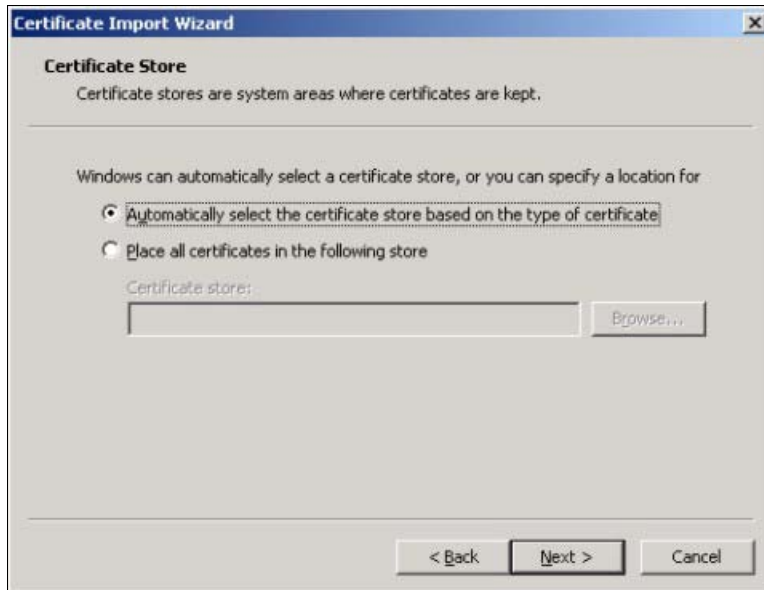 Certificate Import Wizard
Certificate Store
Certificate stores are system areas where certificates are kept.
Windows can automatically select a certificate store, or you can specify a location for
Automatically select the certificate store based on the type of certificate
Place all certificates in the following store
Certificate store:
Browse...
< Back
Next >
Cancel